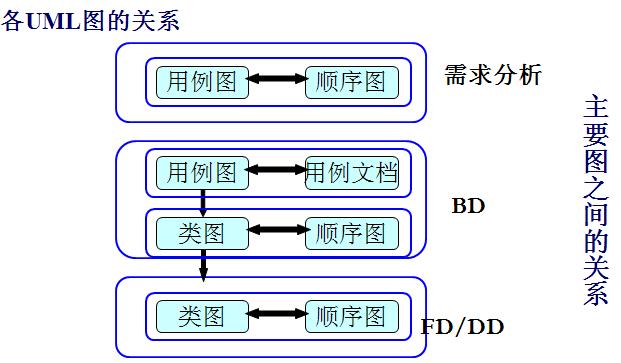 各UML图的关系
用例图 顺序图
需求分析
用例图 用例文档
BD
类图 顺序图
类图 顺序图
FD/DD
主要图之间的关系